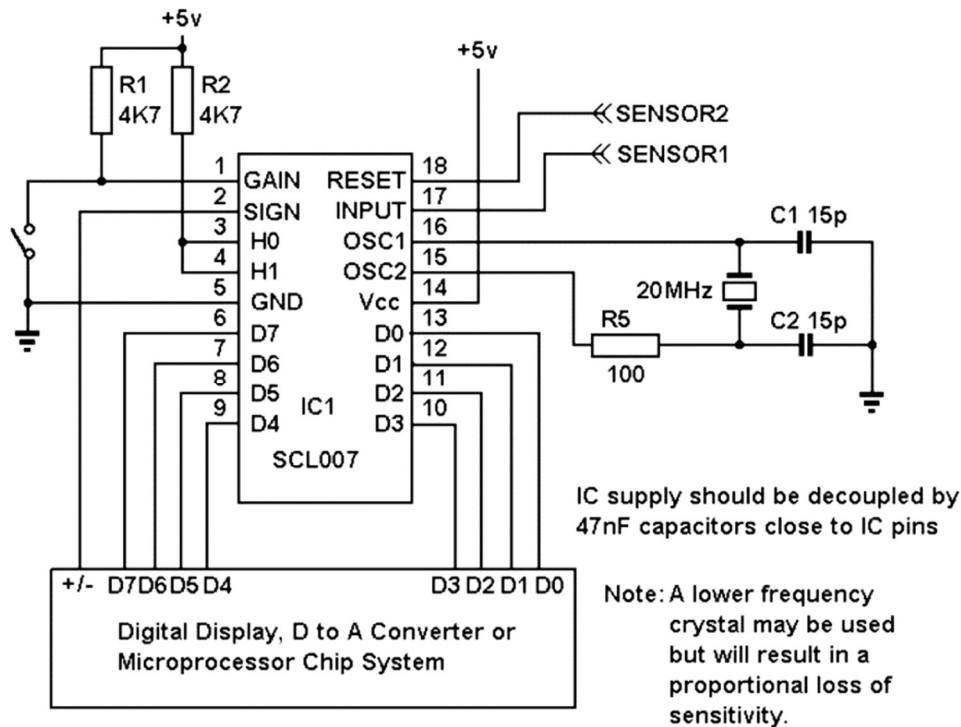 +5v
+5v
R1
4K7
R2
4K7
SENSOR2
SENSOR1
1
GAIN
RESET
18
2
SIGN
INPUT
17
3
H0
OSC1
16
4
H1
OSC2
15
5
GND
Vcc
14
6
D7
D0
13
7
D6
D1
12
8
D5
D2
11
9
D4
D3
10
IC1
SCL007
C1 15p
20MHz
C2 15p
R5
100
IC supply should be decoupled by
47nF capacitors close to IC pins
+/- D7 D6 D5 D4 D3 D2 D1 D0
Digital Display, D to A Converter or
Microprocessor Chip System
Note: A lower frequency
crystal may be used
but will result in a
proportional loss of
sensitivity.